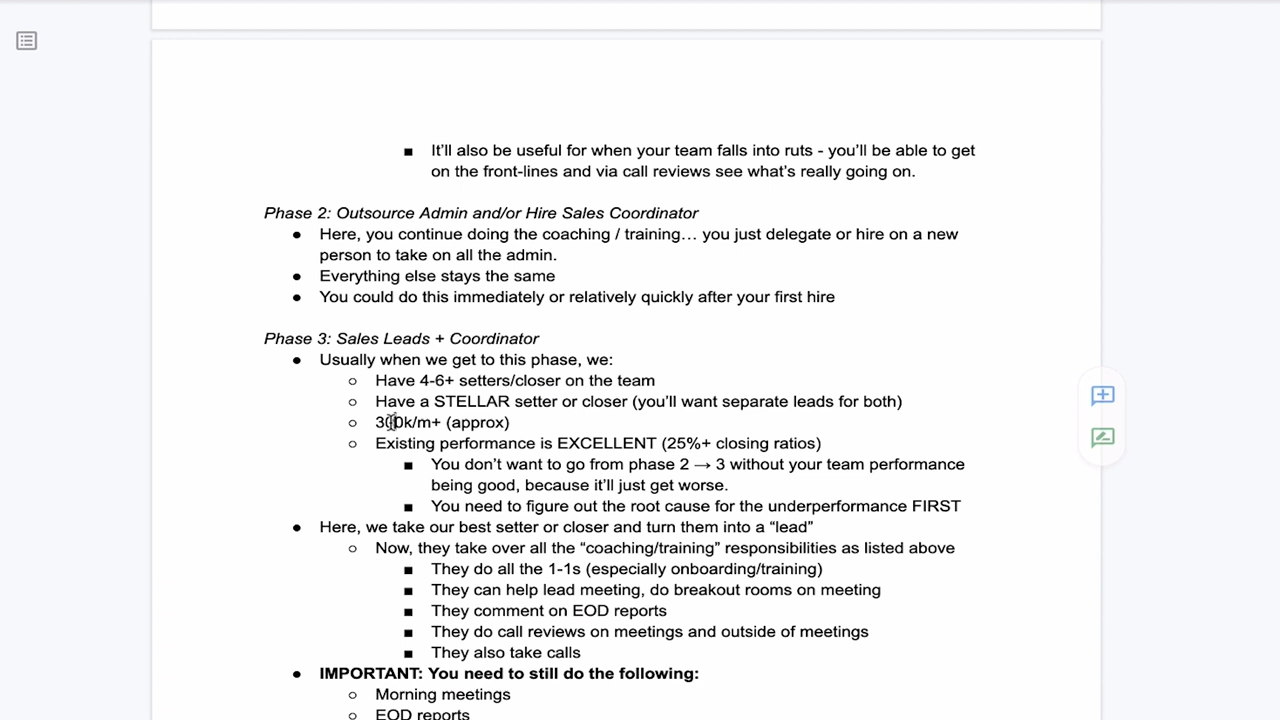 ■ It’ll also be useful for when your team falls into ruts - you’ll be able to get
on the front-lines and via call reviews see what’s really going on.
Phase 2: Outsource Admin and/or Hire Sales Coordinator
● Here, you continue doing the coaching / training… you just delegate or hire on a new
person to take on all the admin.
● Everything else stays the same
● You could do this immediately or relatively quickly after your first hire
Phase 3: Sales Leads + Coordinator
● Usually when we get to this phase, we:
○ Have 4-6+ setters/closer on the team
○ Have a STELLAR setter or closer (you’ll want separate leads for both)
○ 300k/m+ (approx)
○ Existing performance is EXCELLENT (25%+ closing ratios)
■ You don’t want to go from phase 2 → 3 without your team performance
being good, because it’ll just get worse.
■ You need to figure out the root cause for the underperformance FIRST
● Here, we take our best setter or closer and turn them into a “lead”
○ Now, they take over all the “coaching/training” responsibilities as listed above
■ They do all the 1-1s (especially onboarding/training)
■ They can help lead meeting, do breakout rooms on meeting
■ They comment on EOD reports
■ They do call reviews on meetings and outside of meetings
■ They also take calls
● IMPORTANT: You need to still do the following:
○ Morning meetings
○ EOD reports